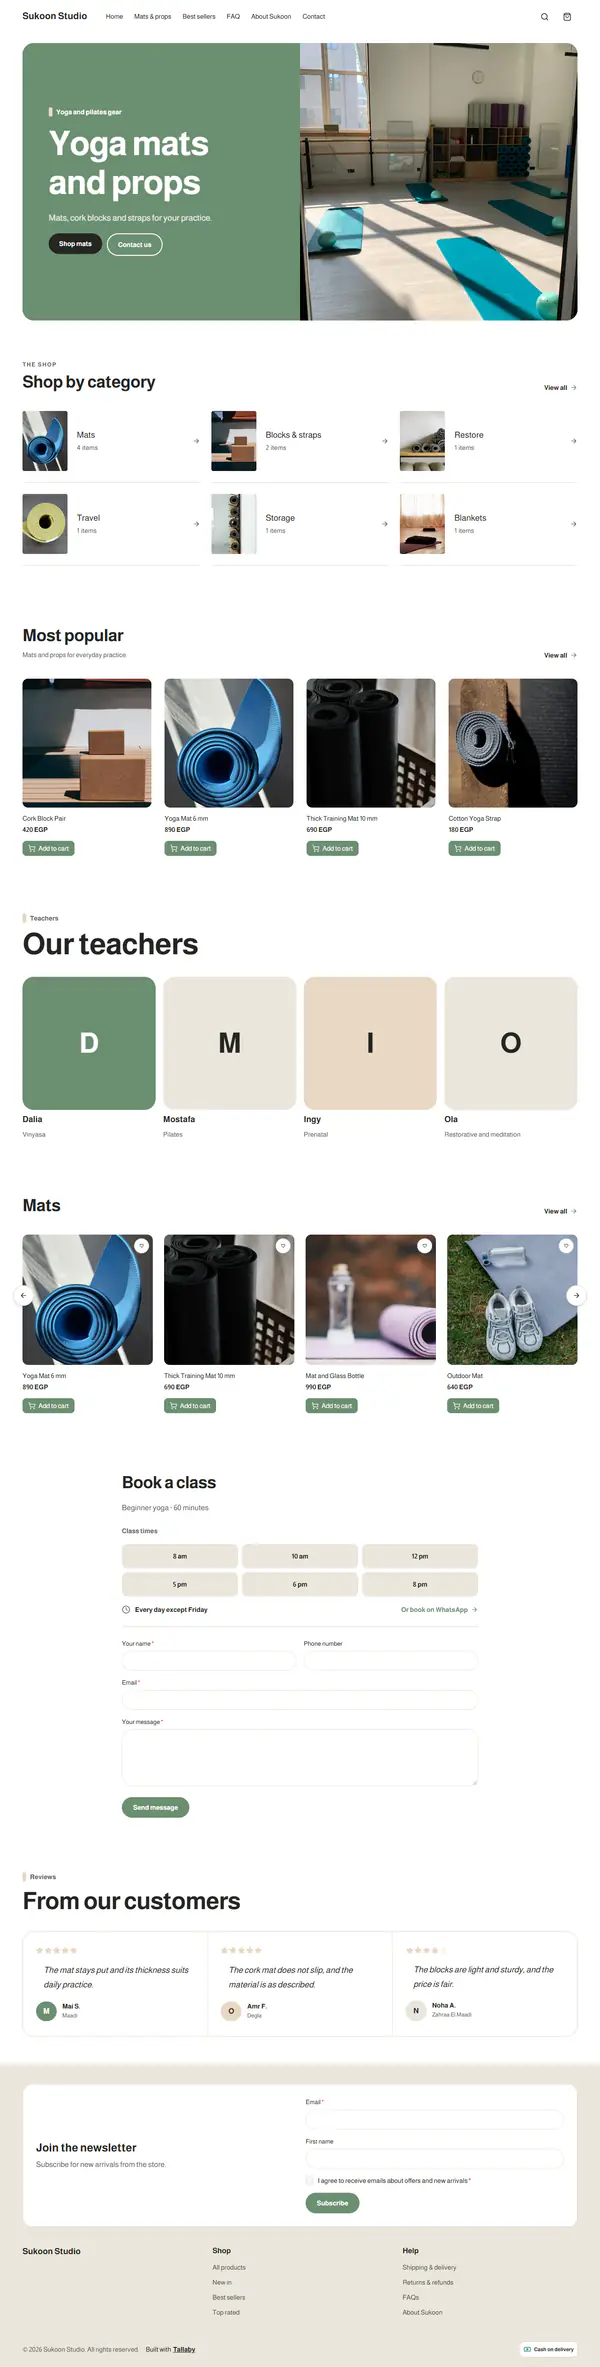 Sukoon Studio
Home
Mats & props
Best sellers
FAQ
About Sukoon
Contact
Yoga and pilates gear
Yoga mats
and props
Mats, cork blocks and straps for your practice.
Shop mats
Contact us
THE SHOP
Shop by category
View all
Mats
4 items
Blocks & straps
2 items
Restore
1 items
Travel
1 items
Storage
1 items
Blankets
1 items
Most popular
Mats and props for everyday practice
View all
Cork Block Pair
420 EGP
Add to cart
Yoga Mat 6 mm
890 EGP
Add to cart
Thick Training Mat 10 mm
690 EGP
Add to cart
Cotton Yoga Strap
180 EGP
Add to cart
Teachers
Our teachers
D
M
I
O
Dalia
Vinyasa
Mostafa
Pilates
Ingy
Prenatal
Ola
Restorative and meditation
Mats
View all
Yoga Mat 6 mm
890 EGP
Add to cart
Thick Training Mat 10 mm
690 EGP
Add to cart
Mat and Glass Bottle
990 EGP
Add to cart
Outdoor Mat
640 EGP
Add to cart
Book a class
Beginner yoga · 60 minutes
Class times
8 am
10 am
12 pm
5 pm
6 pm
8 pm
Every day except Friday
Or book on WhatsApp
Your name *
Phone number
Email *
Your message *
Send message
Reviews
From our customers
The mat stays put and its thickness suits
daily practice.
M
Mai S.
Maadi
The cork mat does not slip, and the
material is as described.
O
Amr F.
Degla
The blocks are light and sturdy, and the
price is fair.
N
Noha A.
Zahraa El Maadi
Join the newsletter
Subscribe for new arrivals from the store.
Email *
First name
I agree to receive emails about offers and new arrivals *
Subscribe
Sukoon Studio
Shop
All products
New in
Best sellers
Top rated
Help
Shipping & delivery
Returns & refunds
FAQs
About Sukoon
© 2026 Sukoon Studio. All rights reserved.
Built with Tallaby
Cash on delivery